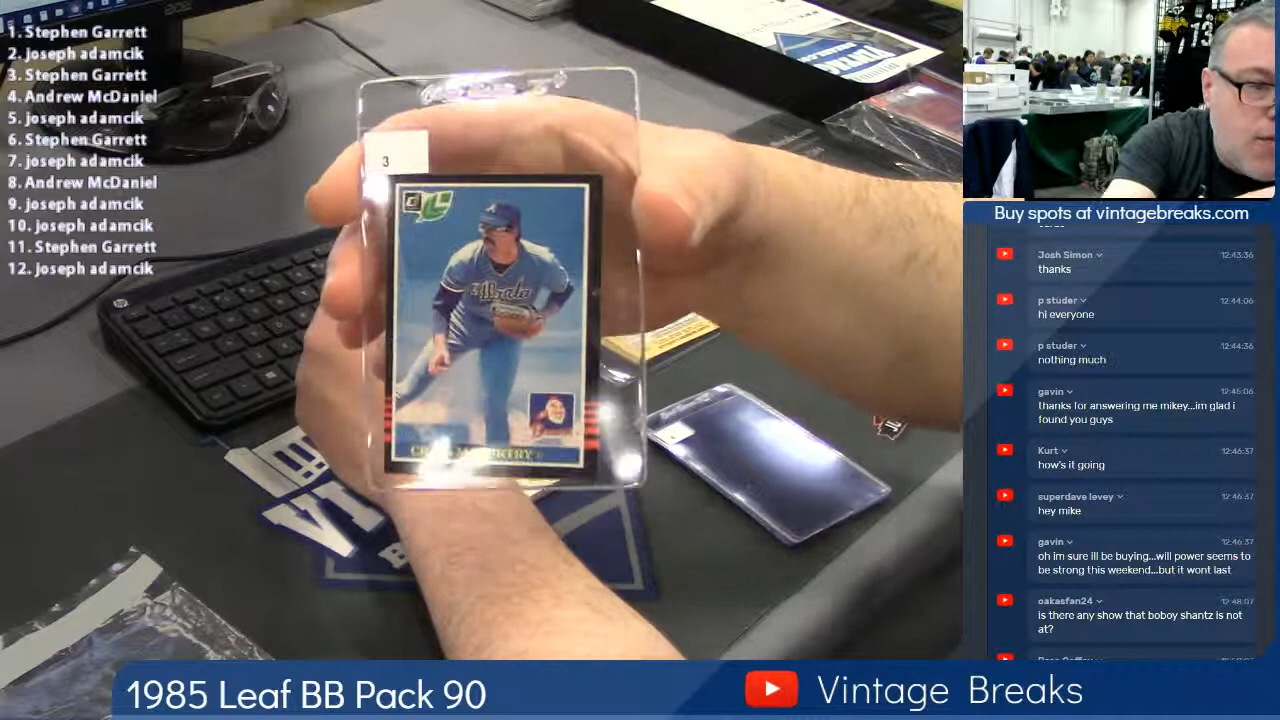 1. Stephen Garrett
2. joseph adamcik
3. Stephen Garrett
4. Andrew McDaniel
5. joseph adamcik
6. Stephen Garrett
7. joseph adamcik
8. Andrew McDaniel
9. joseph adamcik
10. joseph adamcik
11. Stephen Garrett
12. joseph adamcik
acer
hp
3
L
A
13
Buy spots at vintagebreaks.com
Josh Simon 12:43:36
thanks
p studer 12:44:06
hi everyone
p studer 12:44:36
nothing much
gavin 12:45:06
thanks for answering me mikey...im glad i
found you guys
Kurt 12:46:37
how's it going
superdave levey 12:46:37
hey mike
gavin 12:46:37
oh im sure ill be buying...will power seems to
be strong this weekend...but it wont last
oakasfan24 12:48:07
is there any show that boboy shantz is not
at?
1985 Leaf BB Pack 90
Vintage Breaks